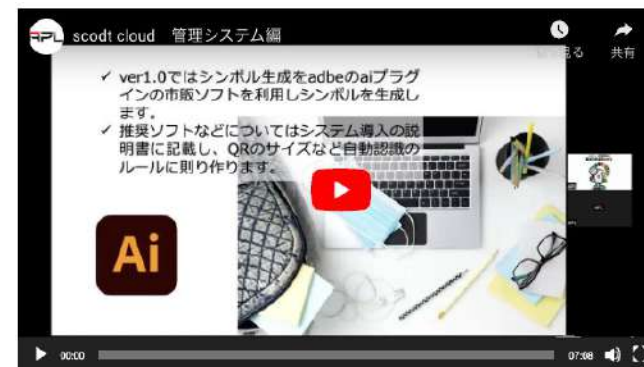 RPL scodt cloud　管理システム編
共有
✓ ver1.0ではシンボル生成をadbeのaiプラグ
インの市販ソフトを利用しシンボルを生成し
ます。
✓ 推奨ソフトなどについてはシステム導入の説
明書に記載し、QRのサイズなど自動認識の
ルールに則り作ります。
Ai
00:00
07:08